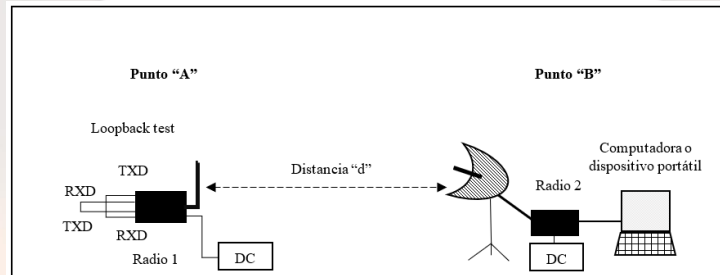 Punto “A”
Punto “B”
Loopback test
Computadora o
dispositivo portátil
TXD
Distancia “d”
RXD
Radio 2
TXD
RXD
Radio 1
DC
DC